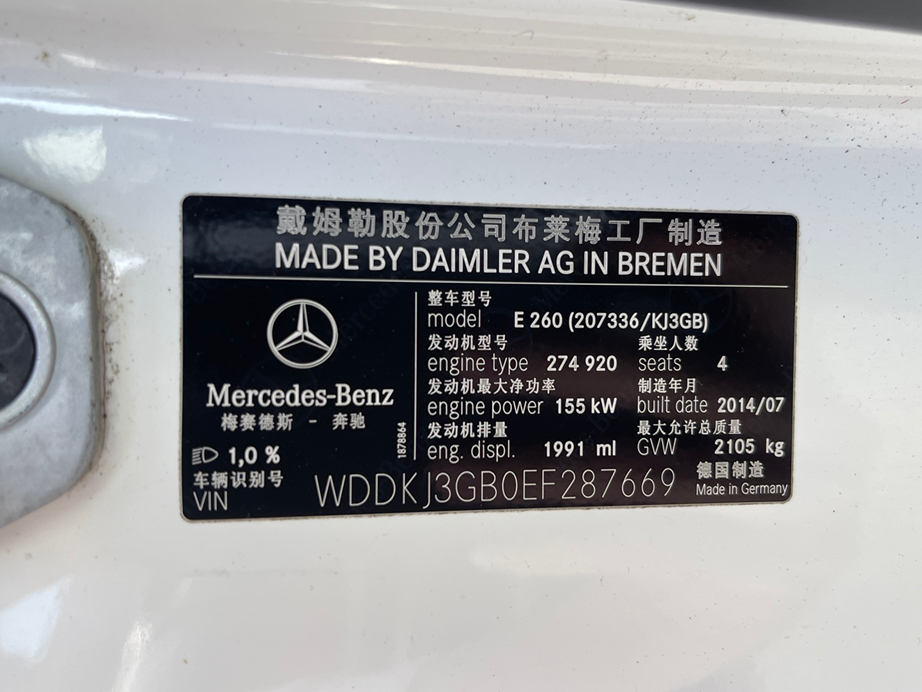 戴姆勒股份公司布莱梅工厂制造
MADE BY DAIMLER AG IN BREMEN
Mercedes-Benz
梅赛德斯 - 奔驰
1,0 %
1878864
整车型号
model E 260 (207336/KJ3GB)
发动机型号 乘坐人数
engine type 274 920 seats 4
发动机最大净功率 制造年月
engine power 155 kW built date 2014/07
发动机排量 最大允许总质量
eng. displ. 1991 ml GVW 2105 kg
车辆识别号
VIN WDDKJ3GB0EF287669
德国制造
Made in Germany